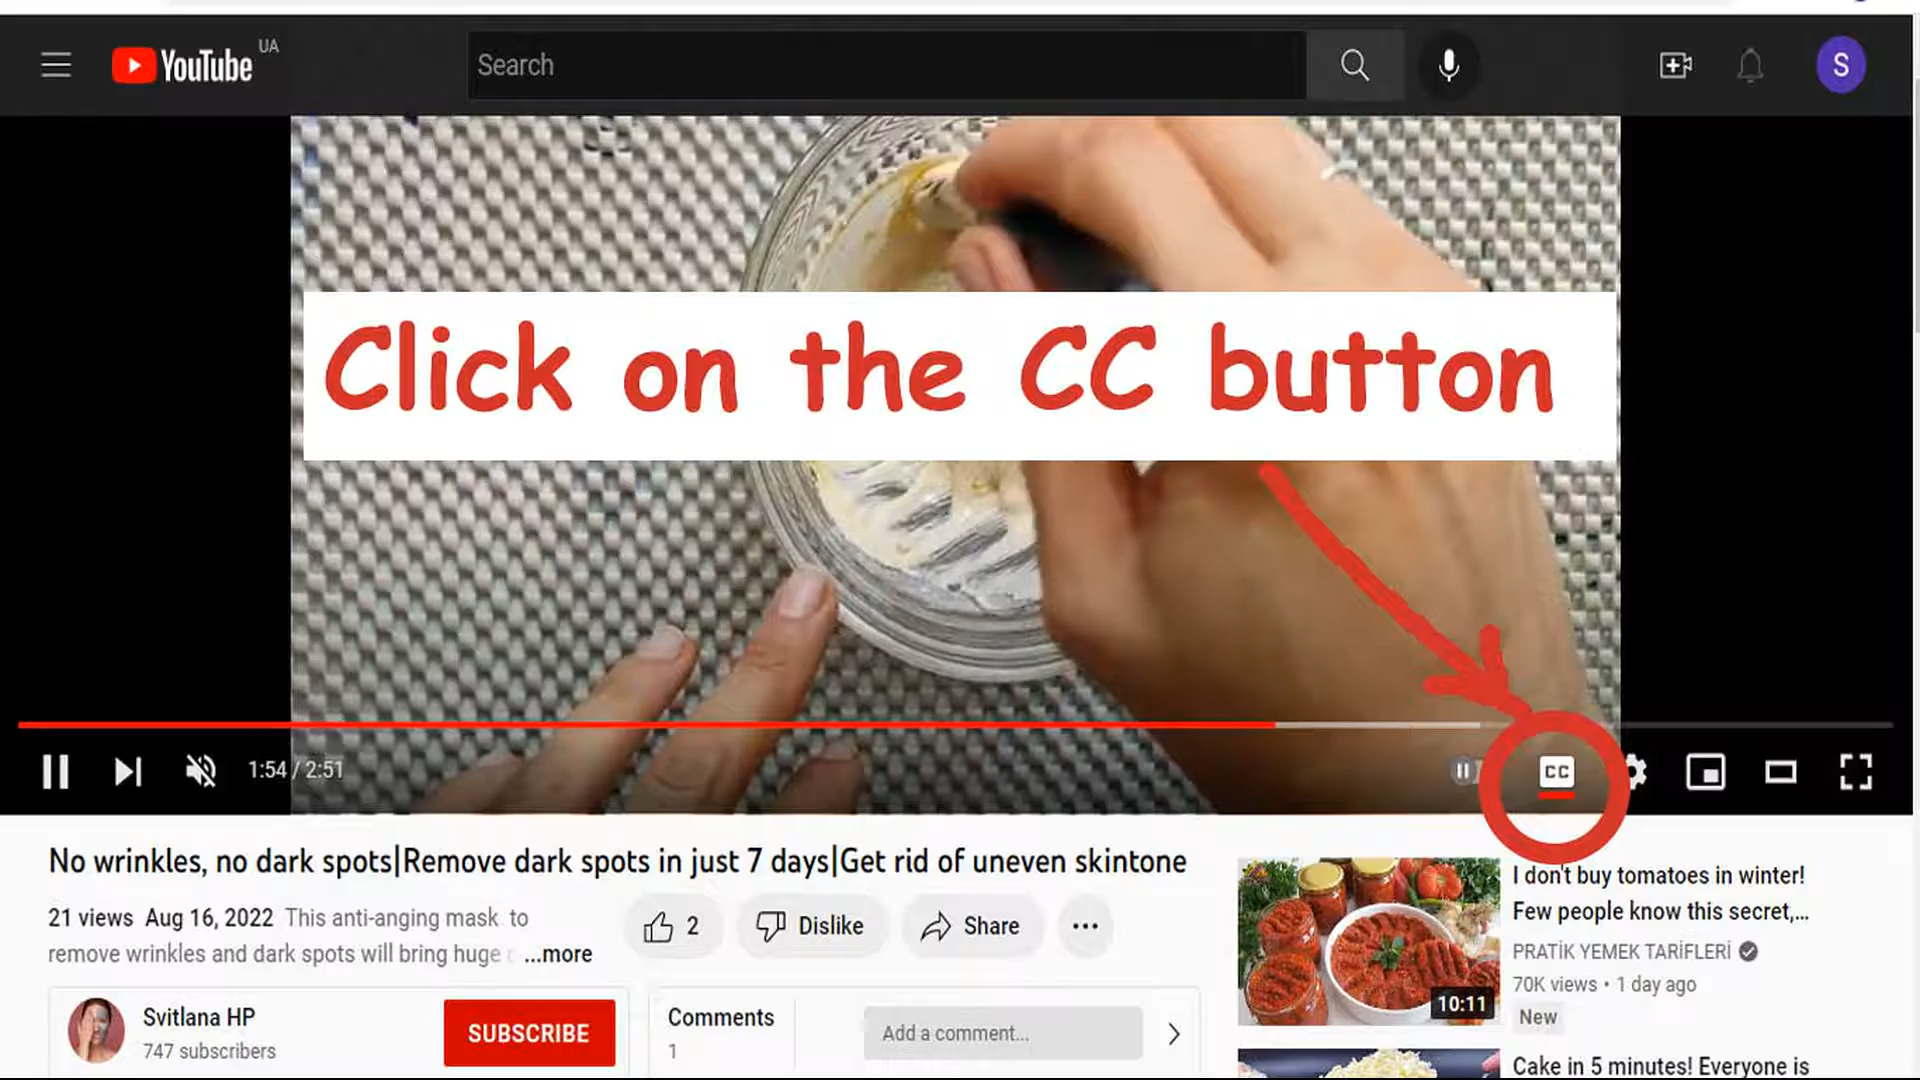 YouTube UA
Search
S
Click on the CC button
1:54 / 2:51
CC
No wrinkles, no dark spots|Remove dark spots in just 7 days|Get rid of uneven skintone
21 views Aug 16, 2022 This anti-anging mask to
remove wrinkles and dark spots will bring huge ...more
2 Dislike Share
Svitlana HP
747 subscribers
SUBSCRIBE
Comments
1
Add a comment...
10:11
I don't buy tomatoes in winter!
Few people know this secret,...
PRATİK YEMEK TARİFLERİ
70K views • 1 day ago
New
Cake in 5 minutes! Everyone is